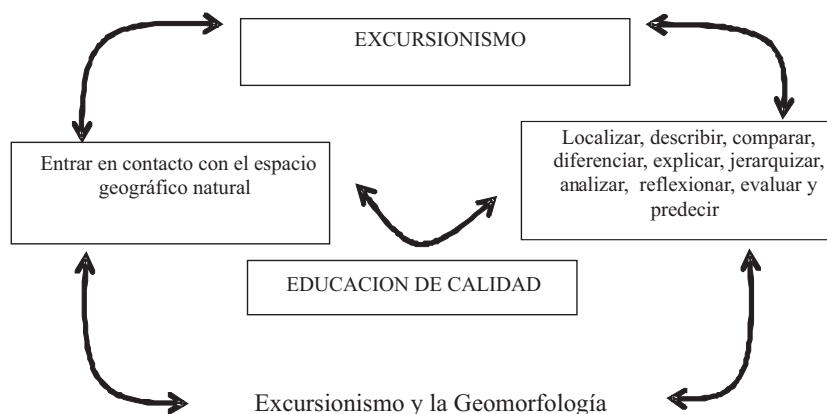 EXCURSIONISMO
Entrar en contacto con el espacio
geográfico natural
Localizar, describir, comparar,
diferenciar, explicar, jerarquizar,
analizar, reflexionar, evaluar y
predecir
EDUCACION DE CALIDAD
Excursionismo y la Geomorfología